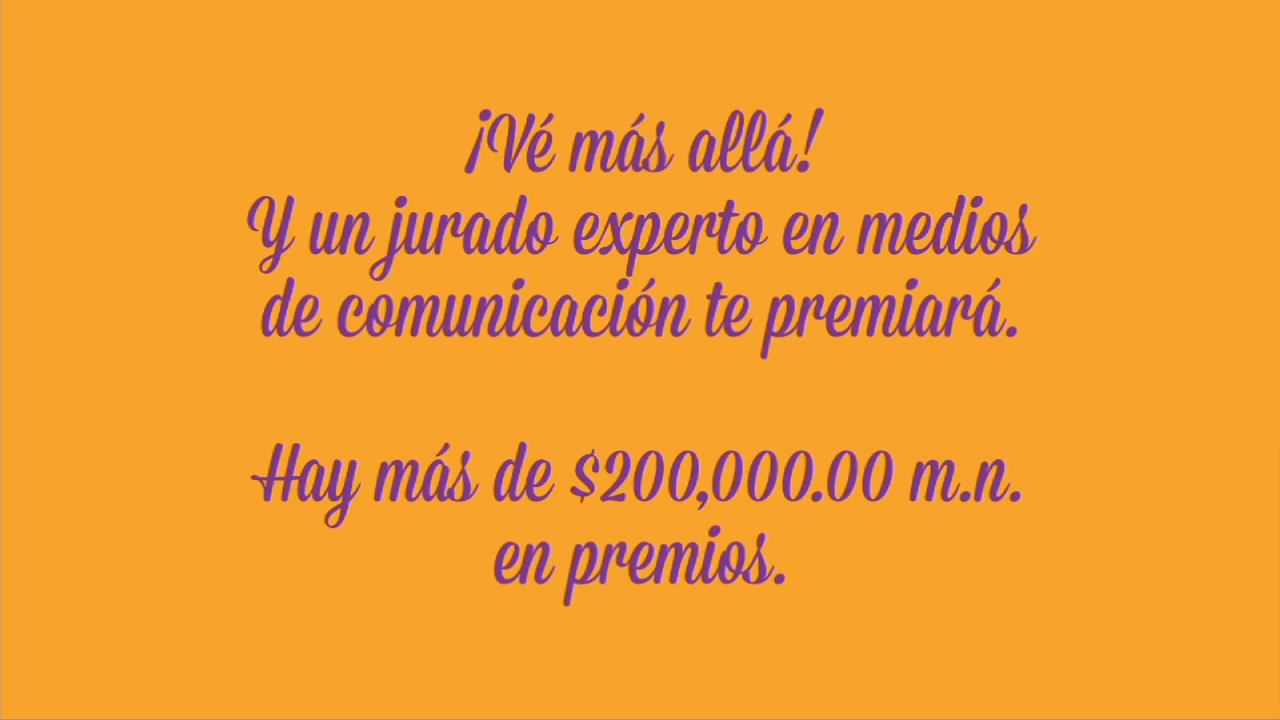 ¡Vé más allá!
Y un jurado experto en medios
de comunicación te premiará.
Hay más de $200,000.00 m.n.
en premios.